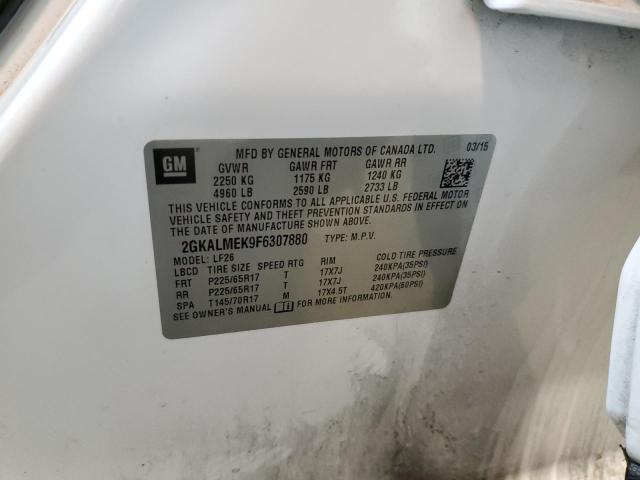 GM
MFD BY GENERAL MOTORS OF CANADA LTD. 03/15
GVWR GAWR FRT GAWR RR
2250 KG 1175 KG 1240 KG
4960 LB 2590 LB 2733 LB
THIS VEHICLE CONFORMS TO ALL APPLICABLE U.S. FEDERAL MOTOR
VEHICLE SAFETY AND THEFT PREVENTION STANDARDS IN EFFECT ON
THE DATE OF MANUFACTURE SHOWN ABOVE.
2GKALMEK9F6307880 TYPE: M.P.V.
MODEL: LF26
LBCD TIRE SIZE SPEED RTG RIM COLD TIRE PRESSURE
FRT P225/65R17 T 17X7J 240KPA(35PSI)
RR P225/65R17 T 17X7J 240KPA(35PSI)
SPA T145/70R17 M 17X4.5T 420KPA(60PSI)
SEE OWNER'S MANUAL FOR MORE INFORMATION.